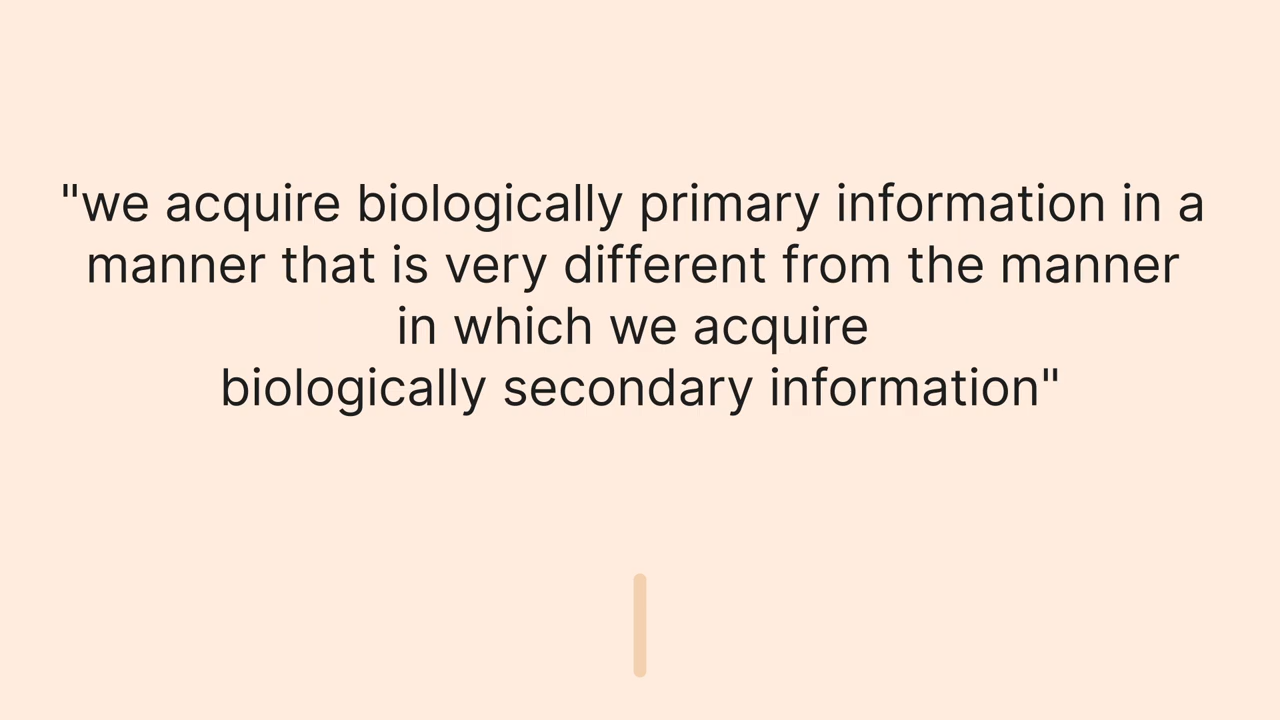 "we acquire biologically primary information in a
manner that is very different from the manner
in which we acquire
biologically secondary information"